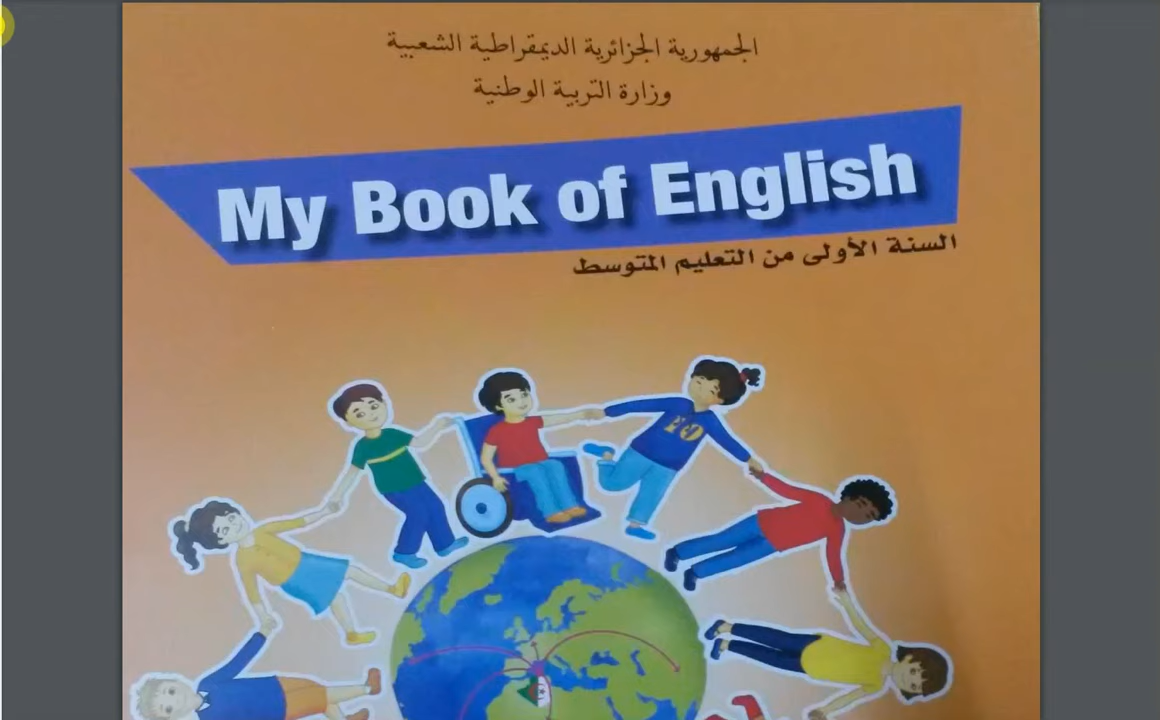 الجمهورية الجزائرية الديمقراطية الشعبية
وزارة التربية الوطنية
My Book of English
السنة الأولى من التعليم المتوسط